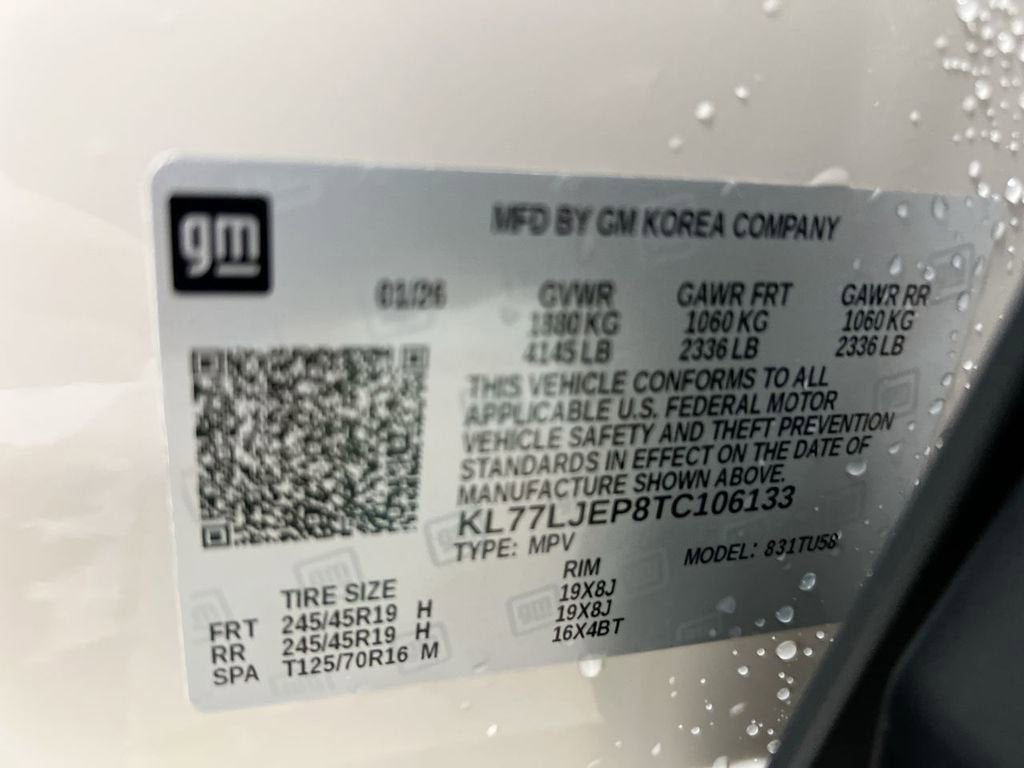 gm
MFD BY GM KOREA COMPANY
01/26 GVWR GAWR FRT GAWR RR
1880 KG 1060 KG 1060 KG
4145 LB 2336 LB 2336 LB
THIS VEHICLE CONFORMS TO ALL
APPLICABLE U.S. FEDERAL MOTOR
VEHICLE SAFETY AND THEFT PREVENTION
STANDARDS IN EFFECT ON THE DATE OF
MANUFACTURE SHOWN ABOVE.
KL77LJEP8TC106133
TYPE: MPV MODEL: 831TU58
TIRE SIZE RIM
FRT 245/45R19 H 19X8J
RR 245/45R19 H 19X8J
SPA T125/70R16 M 16X4BT